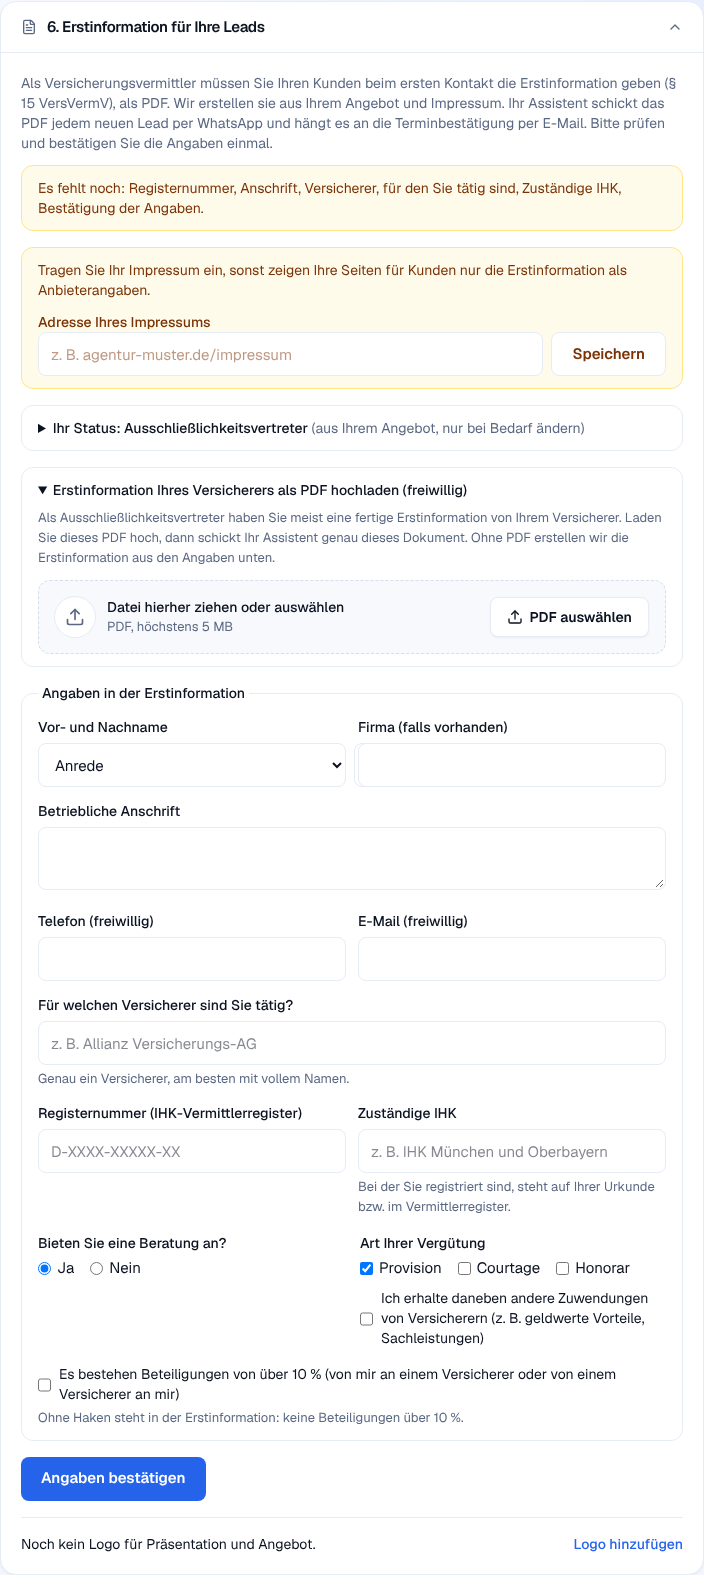 6. Erstinformation für Ihre Leads
Als Versicherungsvermittler müssen Sie Ihren Kunden beim ersten Kontakt die Erstinformation geben (§
15 VersVermV), als PDF. Wir erstellen sie aus Ihrem Angebot und Impressum. Ihr Assistent schickt das
PDF jedem neuen Lead per WhatsApp und hängt es an die Terminbestätigung per E-Mail. Bitte prüfen
und bestätigen Sie die Angaben einmal.
Es fehlt noch: Registernummer, Anschrift, Versicherer, für den Sie tätig sind, Zuständige IHK,
Bestätigung der Angaben.
Tragen Sie Ihr Impressum ein, sonst zeigen Ihre Seiten für Kunden nur die Erstinformation als
Anbieterangaben.
Adresse Ihres Impressums
z. B. agentur-muster.de/impressum
Speichern
Ihr Status: Ausschließlichkeitsvertreter (aus Ihrem Angebot, nur bei Bedarf ändern)
Erstinformation Ihres Versicherers als PDF hochladen (freiwillig)
Als Ausschließlichkeitsvertreter haben Sie meist eine fertige Erstinformation von Ihrem Versicherer. Laden
Sie dieses PDF hoch, dann schickt Ihr Assistent genau dieses Dokument. Ohne PDF erstellen wir die
Erstinformation aus den Angaben unten.
Datei hierher ziehen oder auswählen
PDF, höchstens 5 MB
PDF auswählen
Angaben in der Erstinformation
Vor- und Nachname
Firma (falls vorhanden)
Anrede
Betriebliche Anschrift
Telefon (freiwillig)
E-Mail (freiwillig)
Für welchen Versicherer sind Sie tätig?
z. B. Allianz Versicherungs-AG
Genau ein Versicherer, am besten mit vollem Namen.
Registernummer (IHK-Vermittlerregister)
Zuständige IHK
D-XXXX-XXXXX-XX
z. B. IHK München und Oberbayern
Bei der Sie registriert sind, steht auf Ihrer Urkunde
bzw. im Vermittlerregister.
Bieten Sie eine Beratung an?
Art Ihrer Vergütung
Ja Nein
Provision Courtage Honorar
Ich erhalte daneben andere Zuwendungen
von Versicherern (z. B. geldwerte Vorteile,
Sachleistungen)
Es bestehen Beteiligungen von über 10 % (von mir an einem Versicherer oder von einem
Versicherer an mir)
Ohne Haken steht in der Erstinformation: keine Beteiligungen über 10 %.
Angaben bestätigen
Noch kein Logo für Präsentation und Angebot.
Logo hinzufügen